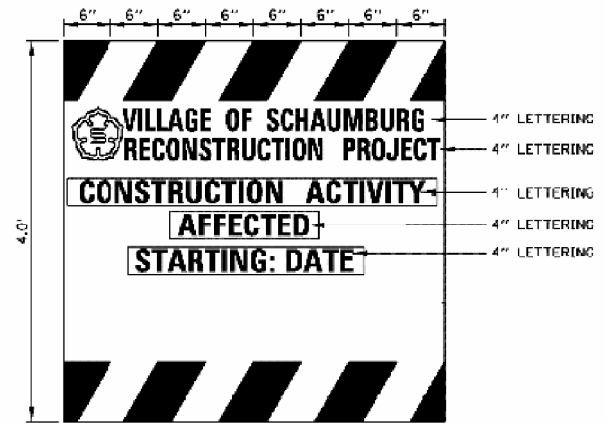 6" 6" 6" 6" 6" 6" 6" 6"
VILLAGE OF SCHAUMBURG 4" LETTERING
RECONSTRUCTION PROJECT 4" LETTERING
CONSTRUCTION ACTIVITY 4" LETTERING
AFFECTED 4" LETTERING
4.0'
STARTING: DATE 4" LETTERING